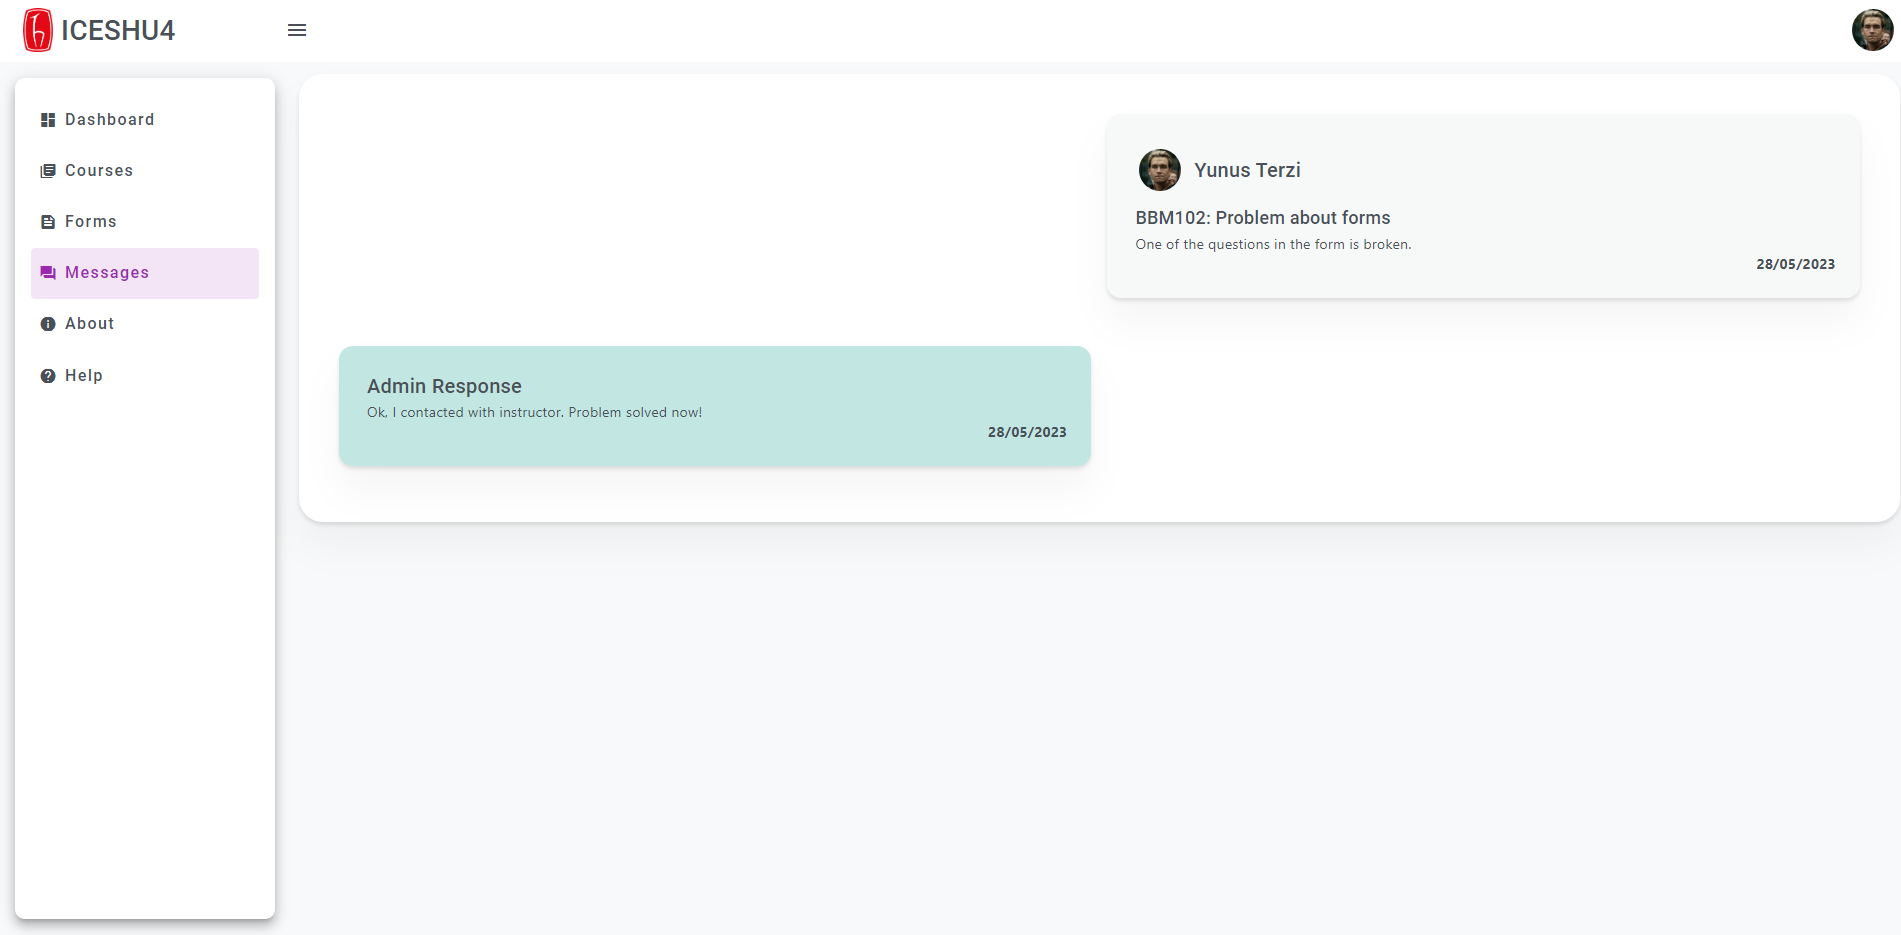 ICESHU4
Dashboard
Courses
Forms
Messages
About
Help
Yunus Terzi
BBM102: Problem about forms
One of the questions in the form is broken.
28/05/2023
Admin Response
Ok, I contacted with instructor. Problem solved now!
28/05/2023